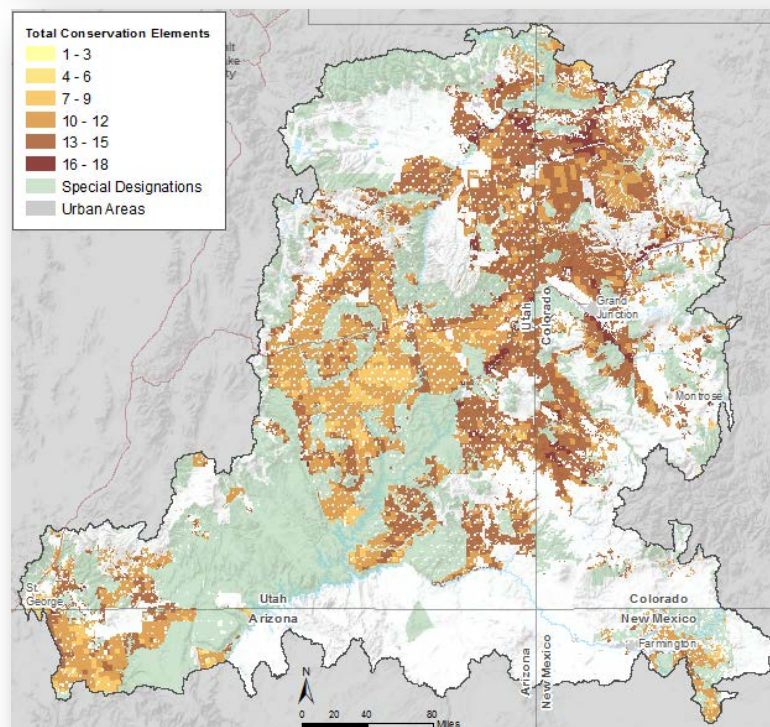 Total Conservation Elements
1 - 3
4 - 6
7 - 9
10 - 12
13 - 15
16 - 18
Special Designations
Urban Areas
Utah
Colorado
Grand
Junction
Montrose
St.
George
Utah
Arizona
Colorado
New Mexico
Farmington
Arizona
New Mexico
N
0 20 40 80
Miles